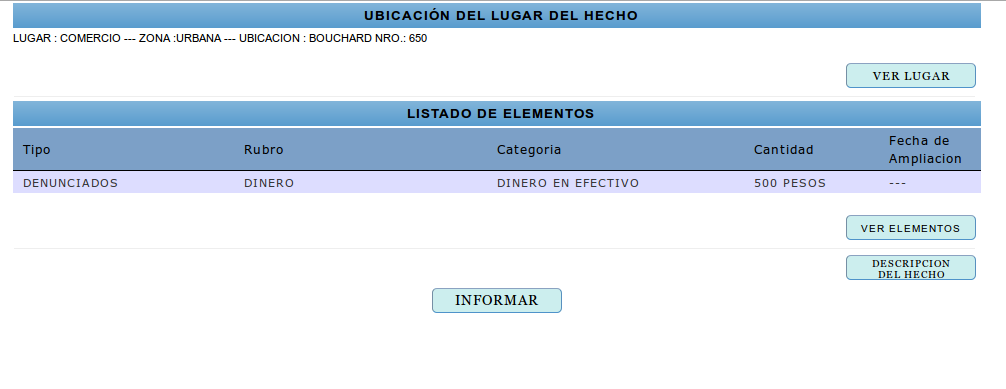 UBICACIÓN DEL LUGAR DEL HECHO
LUGAR : COMERCIO --- ZONA :URBANA --- UBICACION : BOUCHARD NRO.: 650
VER LUGAR
LISTADO DE ELEMENTOS
Tipo Rubro Categoria Cantidad Fecha de
Ampliacion
DENUNCIADOS DINERO DINERO EN EFECTIVO 500 PESOS ---
VER ELEMENTOS
DESCRIPCION
DEL HECHO
INFORMAR